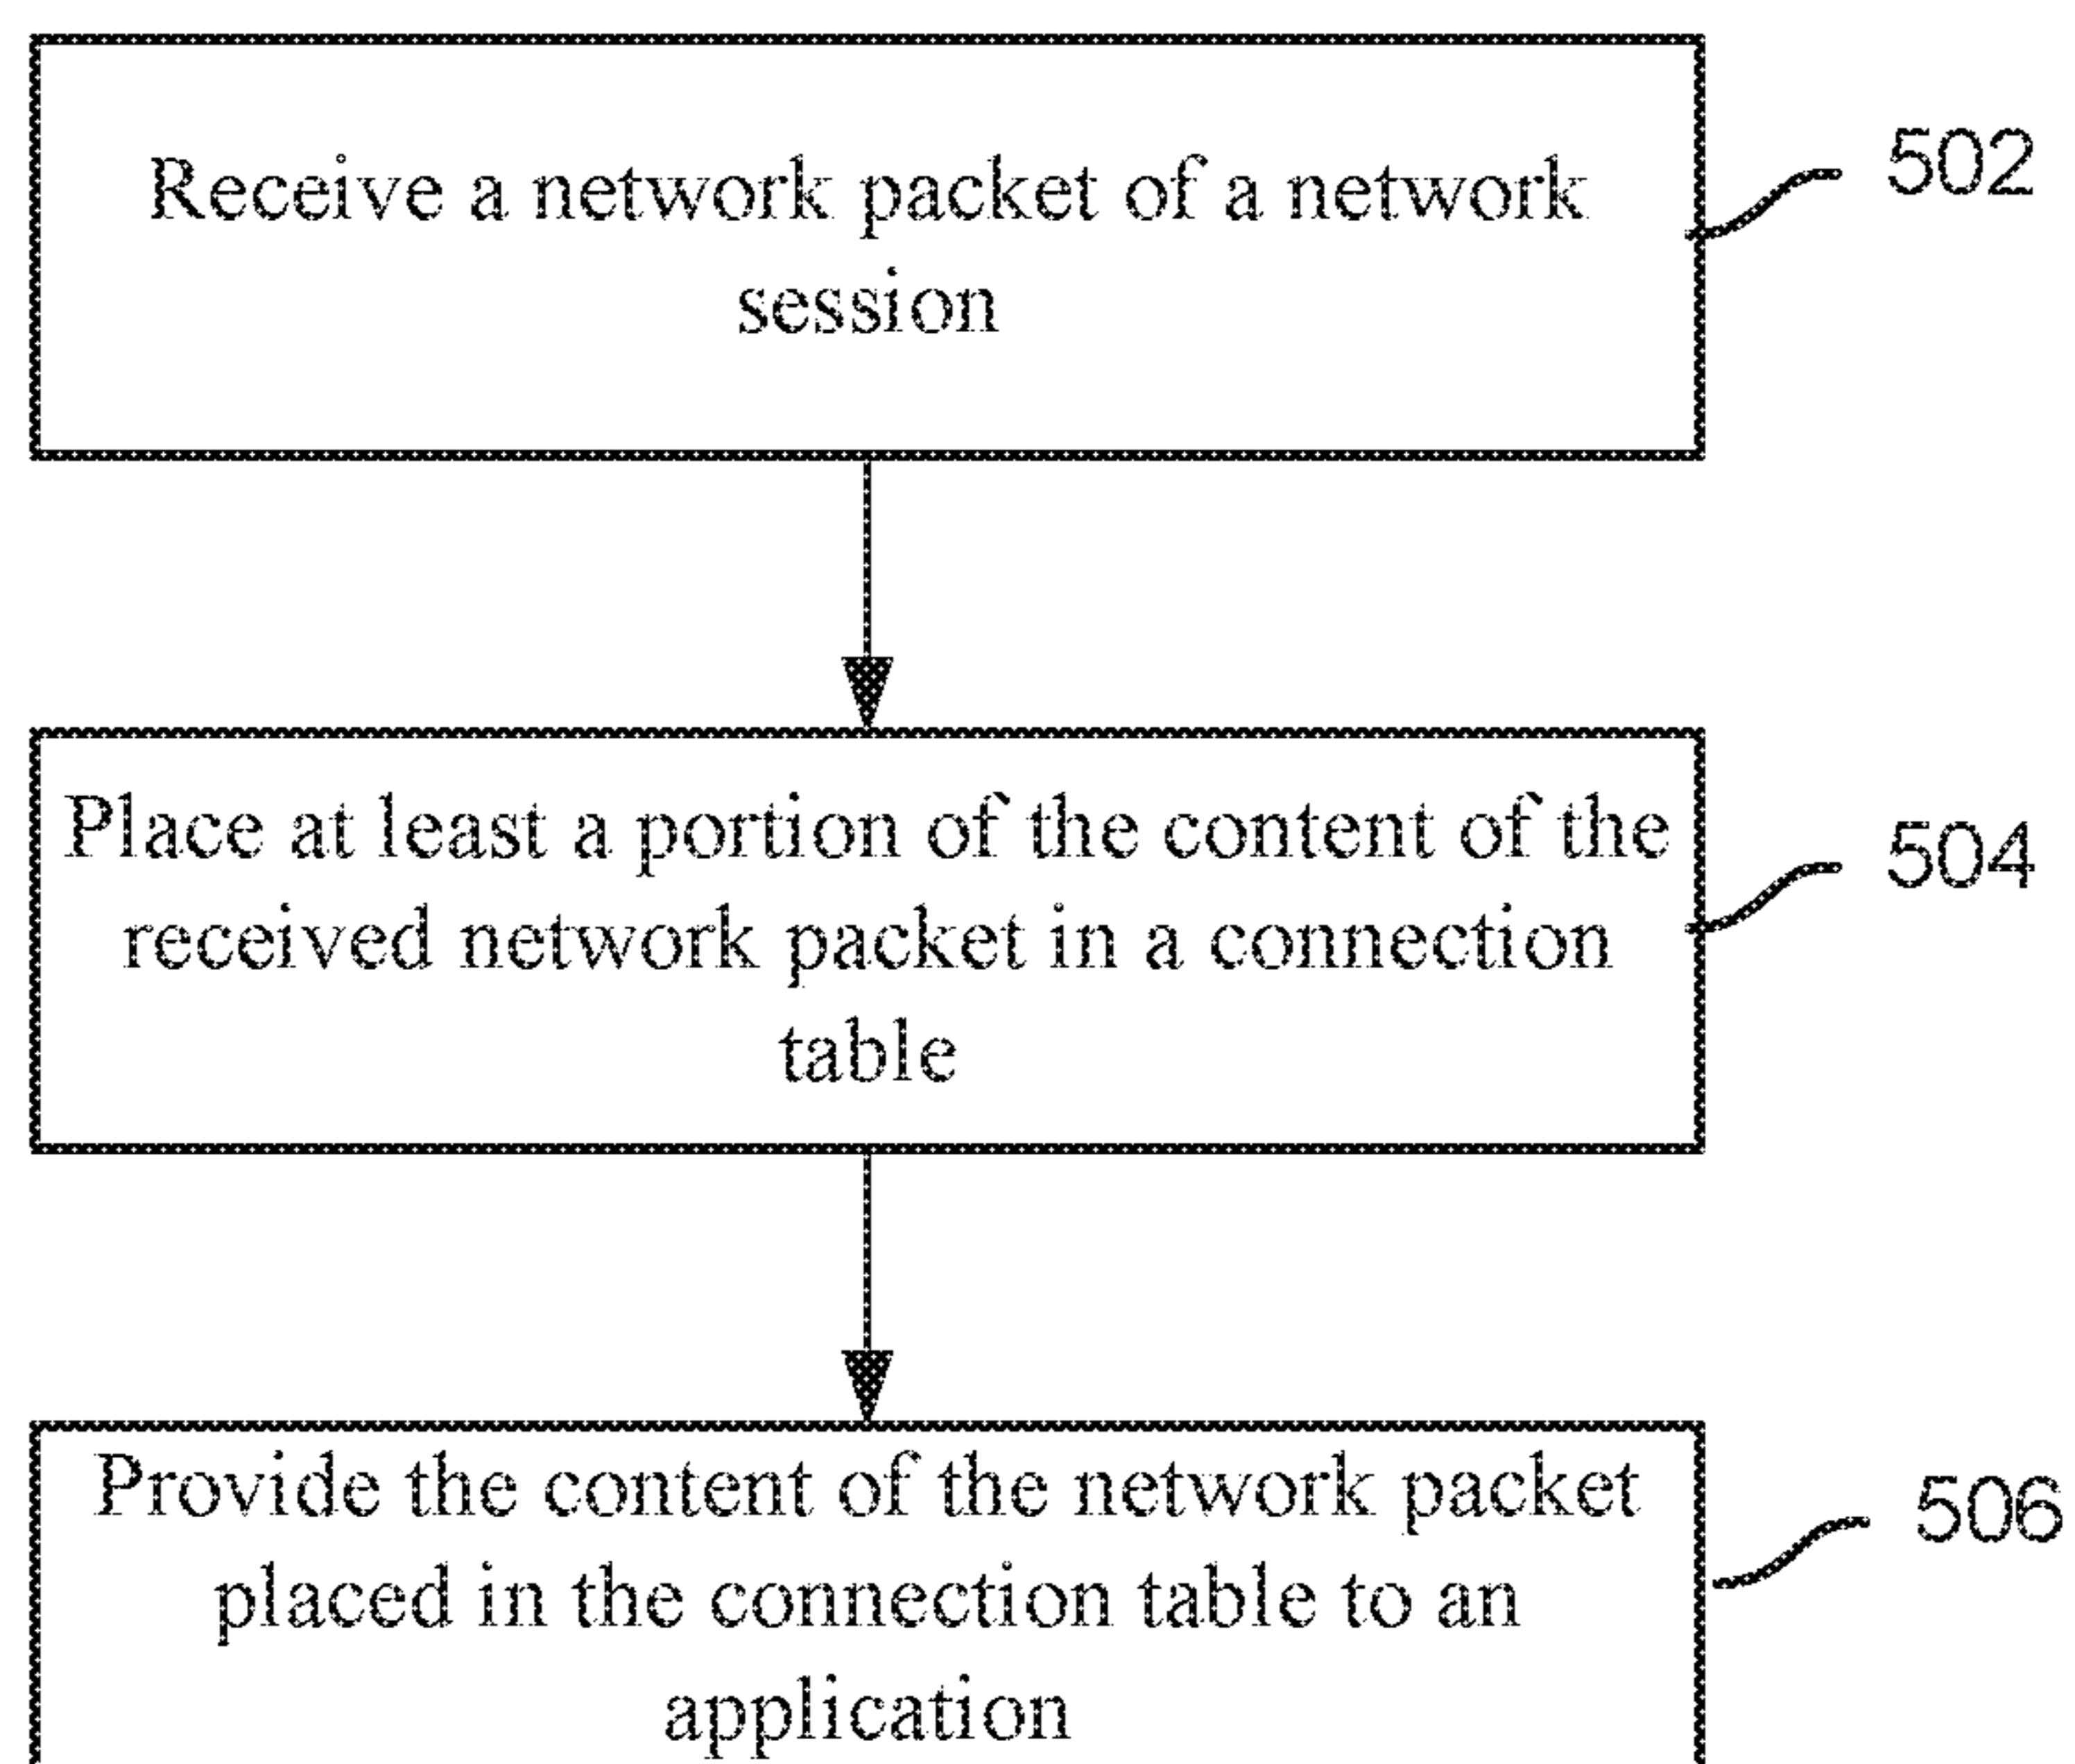 Receive a network packet of a network
session
502
Place at least a portion of the content of the
received network packet in a connection
table
504
Provide the content of the network packet
placed in the connection table to an
application
506